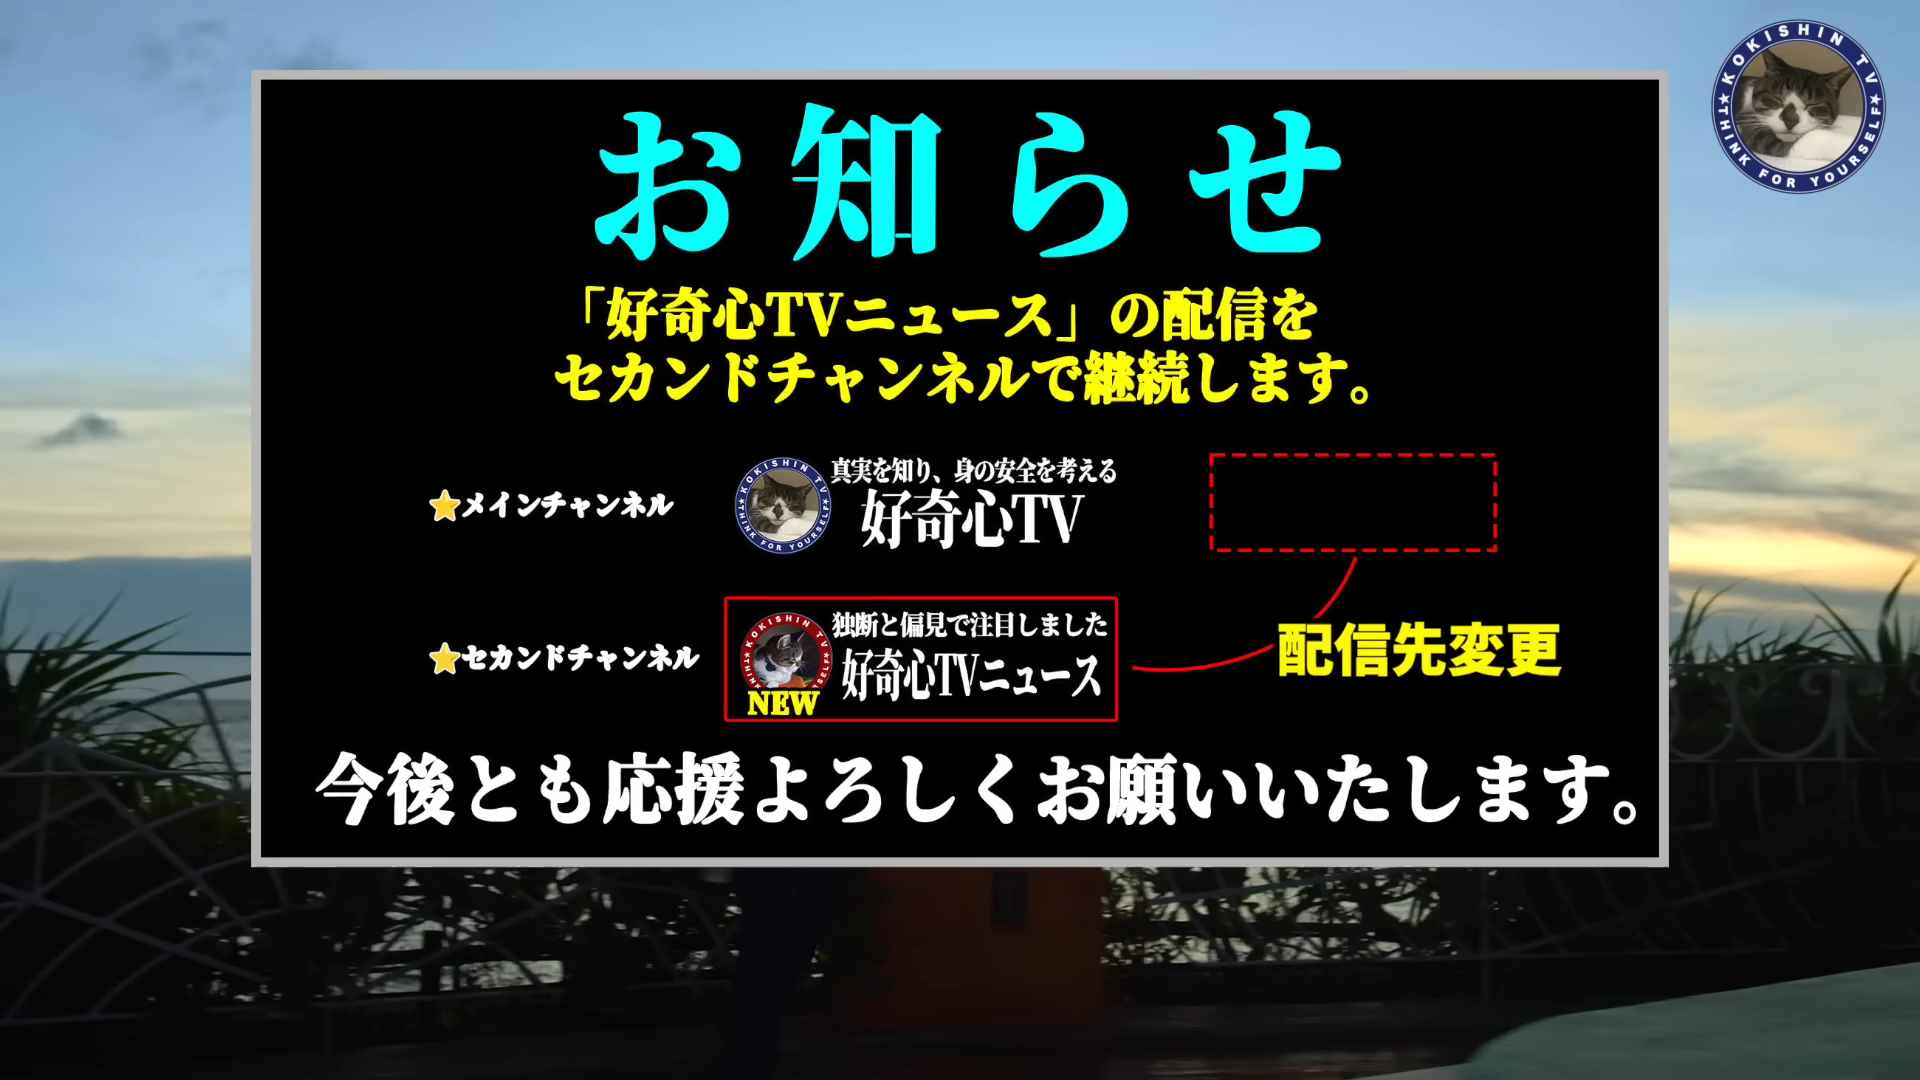 KOKISHIN TV
THINK FOR YOURSELF
お知らせ
「好奇心TVニュース」の配信を
セカンドチャンネルで継続します。
メインチャンネル
KOKISHIN TV
THINK FOR YOURSELF
真実を知り、身の安全を考える
好奇心TV
セカンドチャンネル
KOKISHIN TV
NEW
独断と偏見で注目しました
好奇心TVニュース
配信先変更
今後とも応援よろしくお願いいたします。